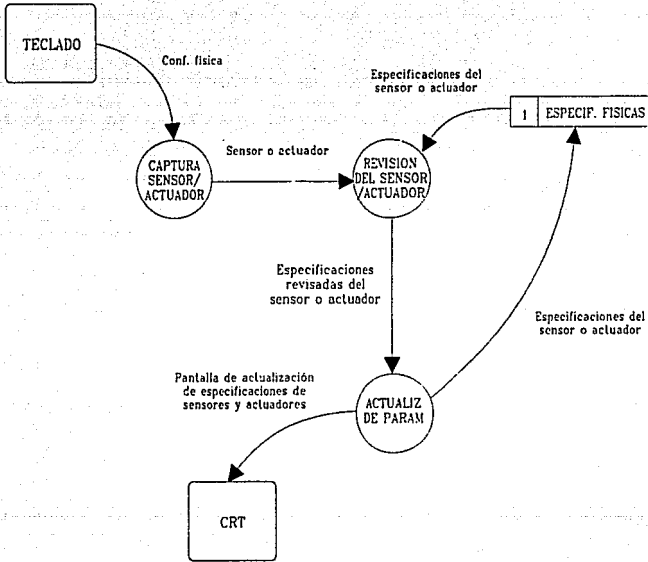 TECLADO
Conf. física
Especificaciones del
sensor o actuador
1 ESPECIF. FISICAS
CAPTURA
SENSOR/
ACTUADOR
Sensor o actuador
REVISION
DEL SENSOR
/ACTUADOR
Especificaciones
revisadas del
sensor o actuador
Especificaciones del
sensor o actuador
Pantalla de actualización
de especificaciones de
sensores y actuadores
ACTUALIZ
DE PARAM
CRT